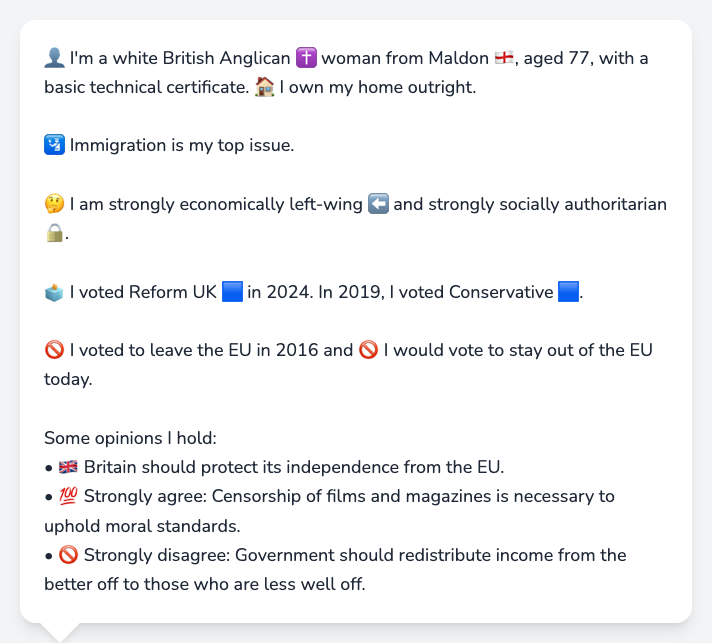 👤 I'm a white British Anglican ✝️ woman from Maldon 🏴󠁧󠁢󠁥󠁮󠁧󠁿, aged 77, with a
basic technical certificate. 🏠 I own my home outright.
🛂 Immigration is my top issue.
🤔 I am strongly economically left-wing ⬅️ and strongly socially authoritarian
🔒.
🗳️ I voted Reform UK 🟦 in 2024. In 2019, I voted Conservative 🟦.
🚫 I voted to leave the EU in 2016 and 🚫 I would vote to stay out of the EU
today.
Some opinions I hold:
• 🇬🇧 Britain should protect its independence from the EU.
• 💯 Strongly agree: Censorship of films and magazines is necessary to
uphold moral standards.
• 🚫 Strongly disagree: Government should redistribute income from the
better off to those who are less well off.